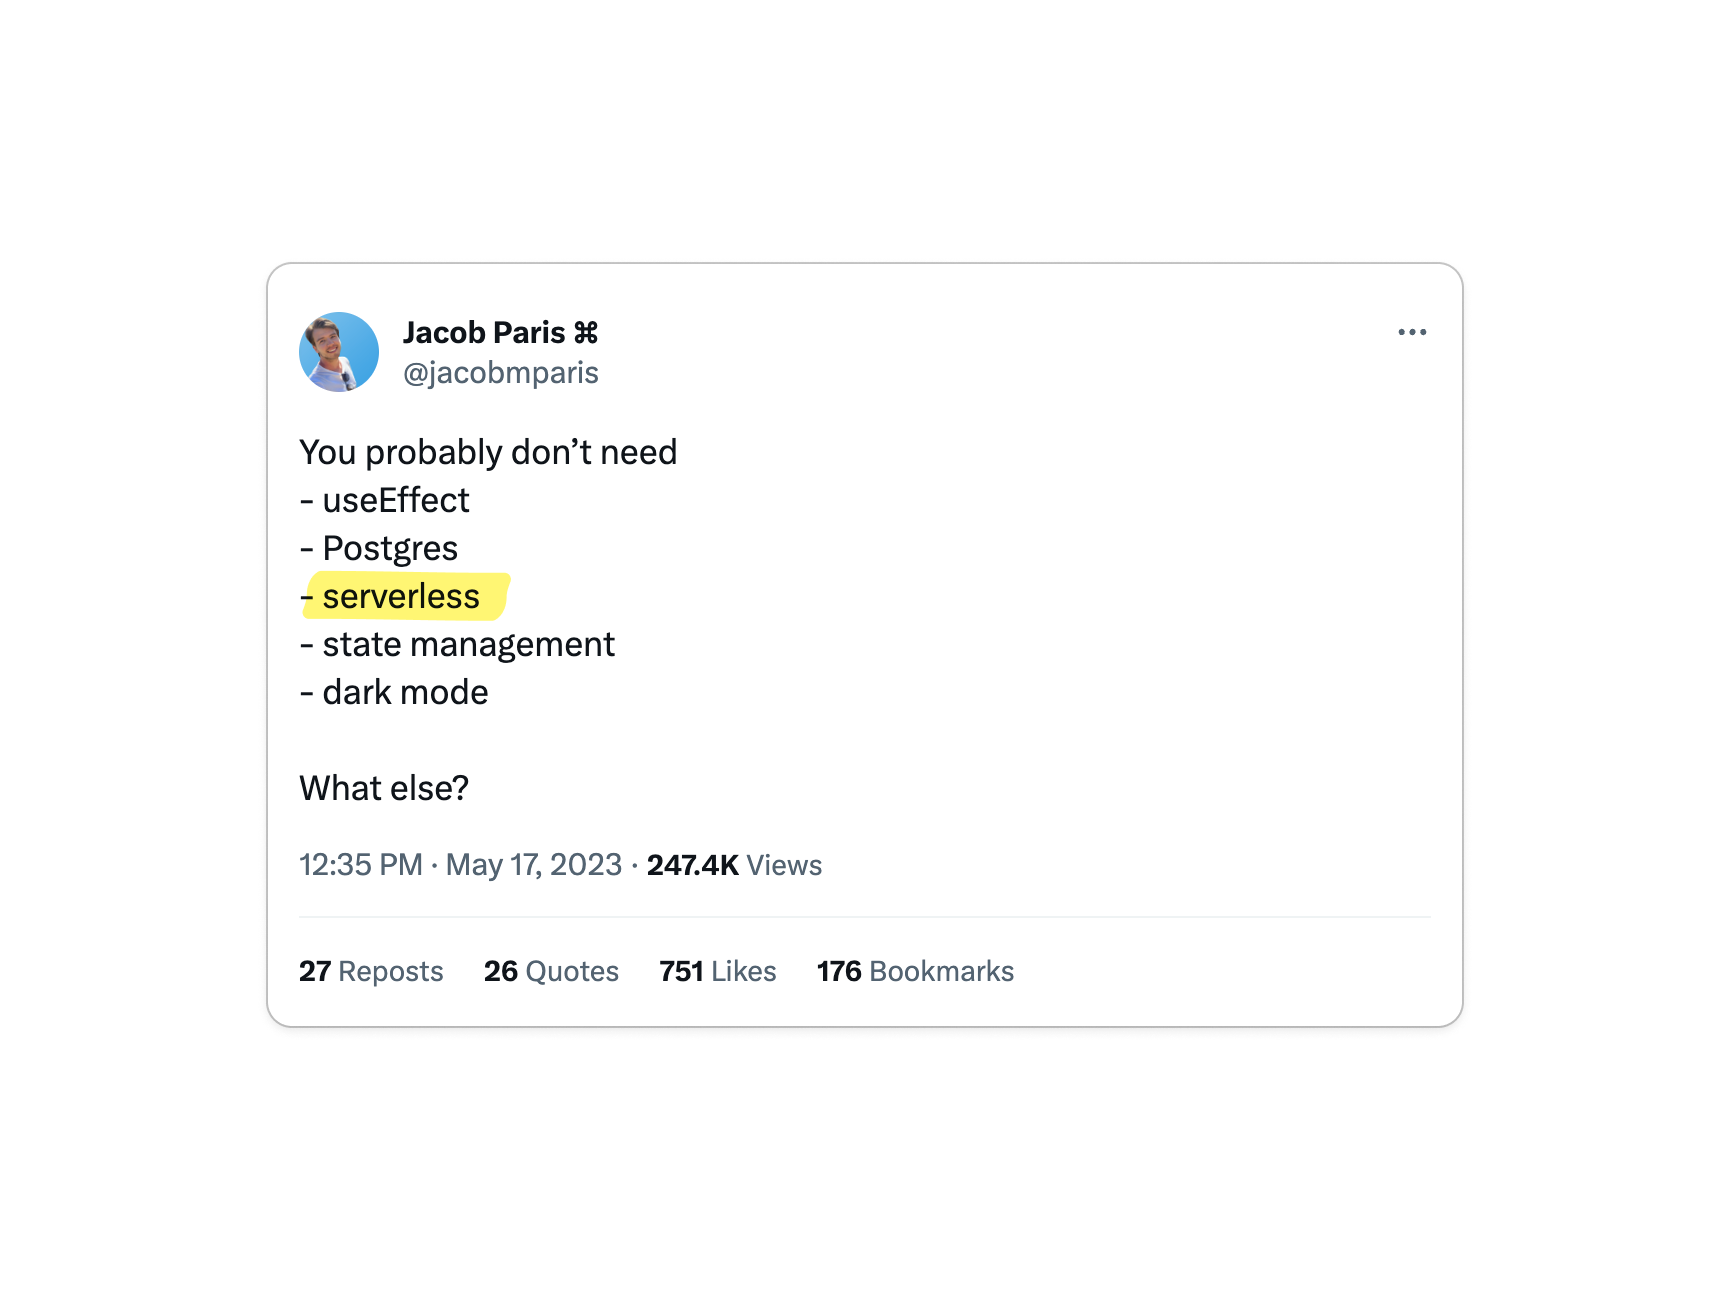 Jacob Paris ⌘
@jacobmparis
You probably don’t need
- useEffect
- Postgres
- serverless
- state management
- dark mode
What else?
12:35 PM · May 17, 2023 · 247.4K Views
27 Reposts 26 Quotes 751 Likes 176 Bookmarks